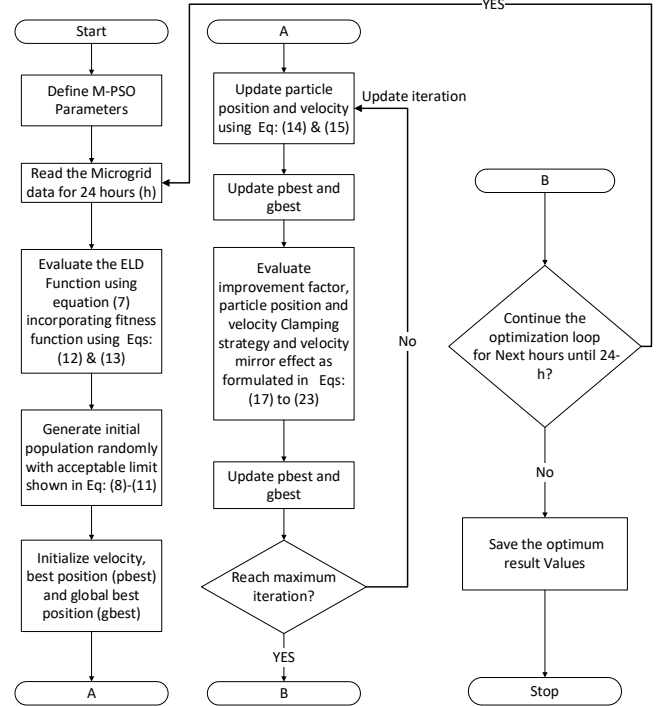 Start
Define M-PSO
Parameters
Read the Microgrid
data for 24 hours (h)
Evaluate the ELD
Function using
equation (7)
incorporating fitness
function using Eqs:
(12) & (13)
Generate initial
population randomly
with acceptable limit
shown in Eq: (8)-(11)
Initialize velocity,
best position (pbest)
and global best
position (gbest)
A
A
Update particle
position and velocity
using Eq: (14) & (15)
Update iteration
Update pbest and
gbest
Evaluate
improvement factor,
particle position and
velocity Clamping
strategy and velocity
mirror effect as
formulated in Eqs:
(17) to (23)
No
Update pbest and
gbest
Reach maximum
iteration?
YES
B
YES
B
Continue the
optimization loop
for Next hours until 24-
h?
No
Save the optimum
result Values
Stop